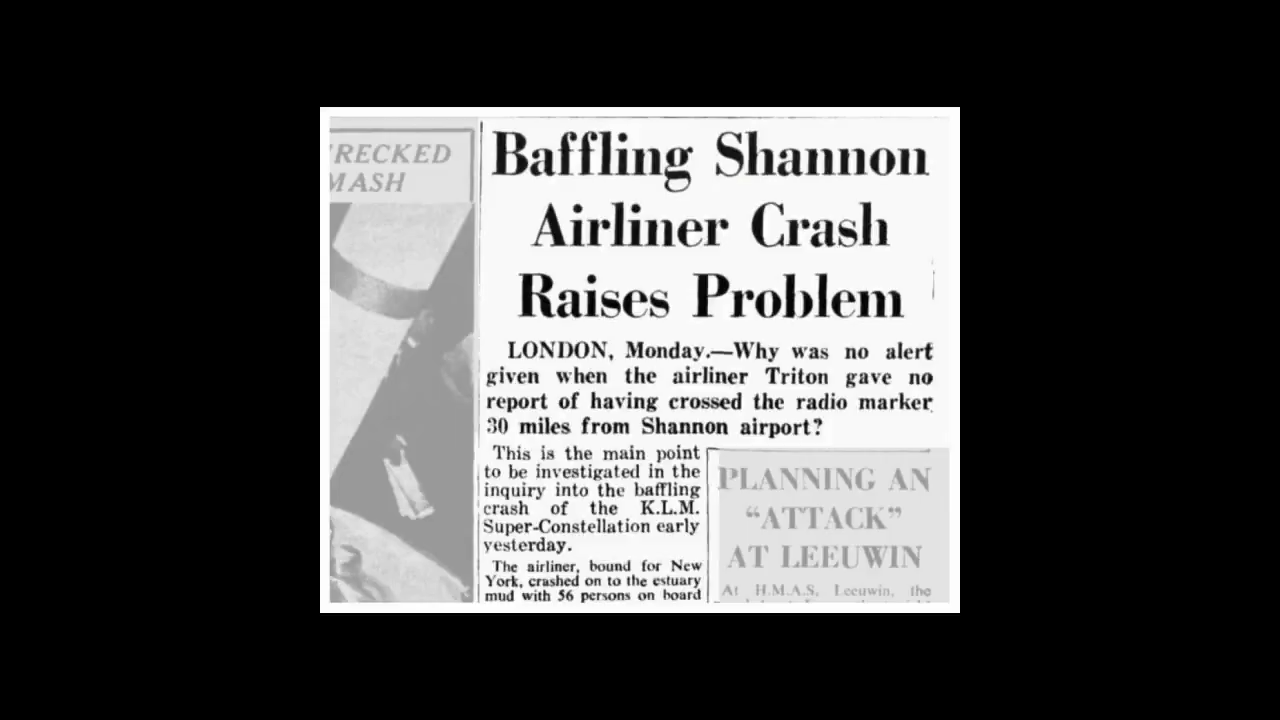 RECKED
MASH
Baffling Shannon
Airliner Crash
Raises Problem
LONDON, Monday.—Why was no alert
given when the airliner Triton gave no
report of having crossed the radio marker
30 miles from Shannon airport?
This is the main point
to be investigated in the
inquiry into the baffling
crash of the K.L.M.
Super-Constellation early
yesterday.
The airliner, bound for New
York, crashed on to the estuary
mud with 56 persons on board
PLANNING AN
“ATTACK”
AT LEEUWIN
At H.M.A.S, Leeuwin, the